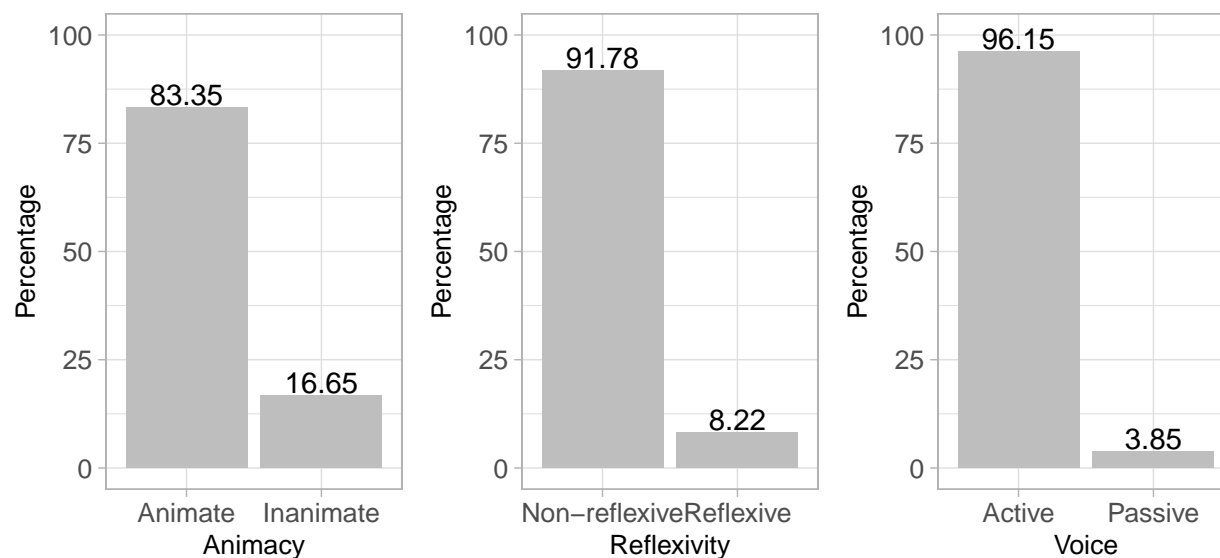 Percentage
100
75
50
25
0
83.35
16.65
Animate Inanimate
Animacy
Percentage
100
75
50
25
0
91.78
8.22
Non−reflexive Reflexive
Reflexivity
Percentage
100
75
50
25
0
96.15
3.85
Active Passive
Voice